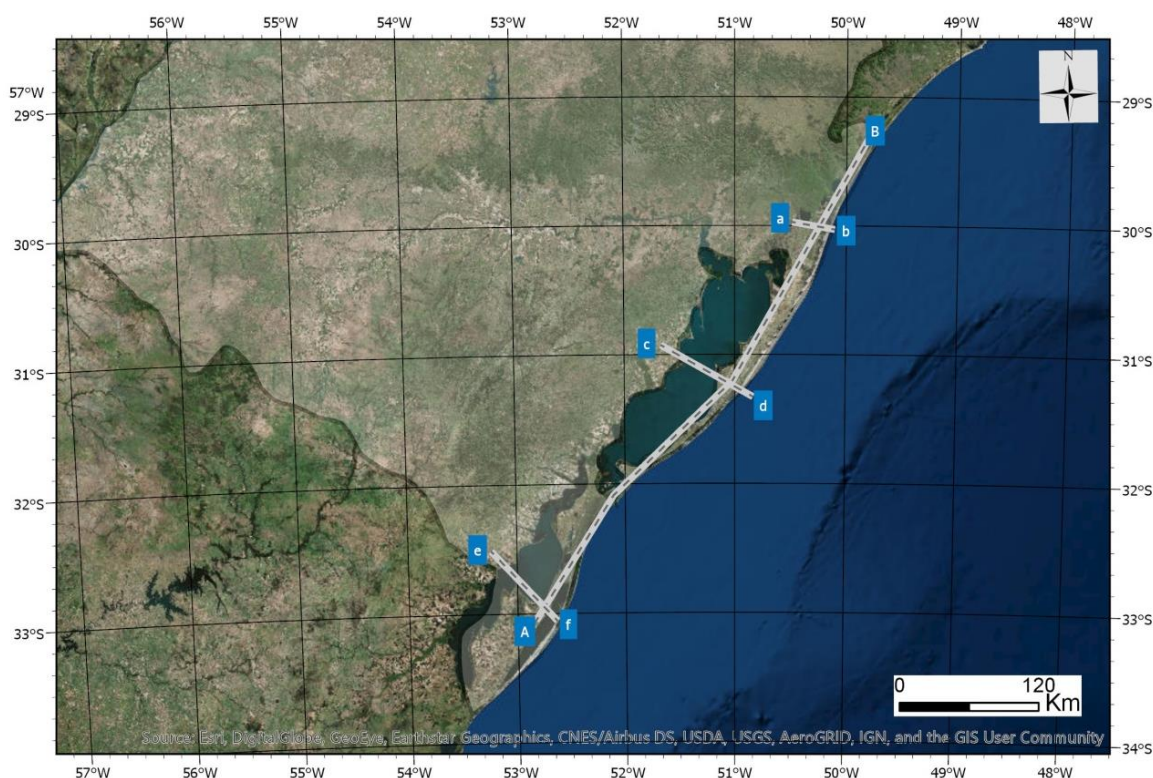 56°W 55°W 54°W 53°W 52°W 51°W 50°W 49°W 48°W
N
57°W
29°S 29°S
B
a
b
30°S 30°S
c
31°S 31°S
d
32°S 32°S
e
A f
33°S 33°S
0 120
Km
Source: Esri, DigitalGlobe, GeoEye, Earthstar Geographics, CNES/Airbus DS, USDA, USGS, AeroGRID, IGN, and the GIS User Community
34°S
57°W 56°W 55°W 54°W 53°W 52°W 51°W 50°W 49°W 48°W